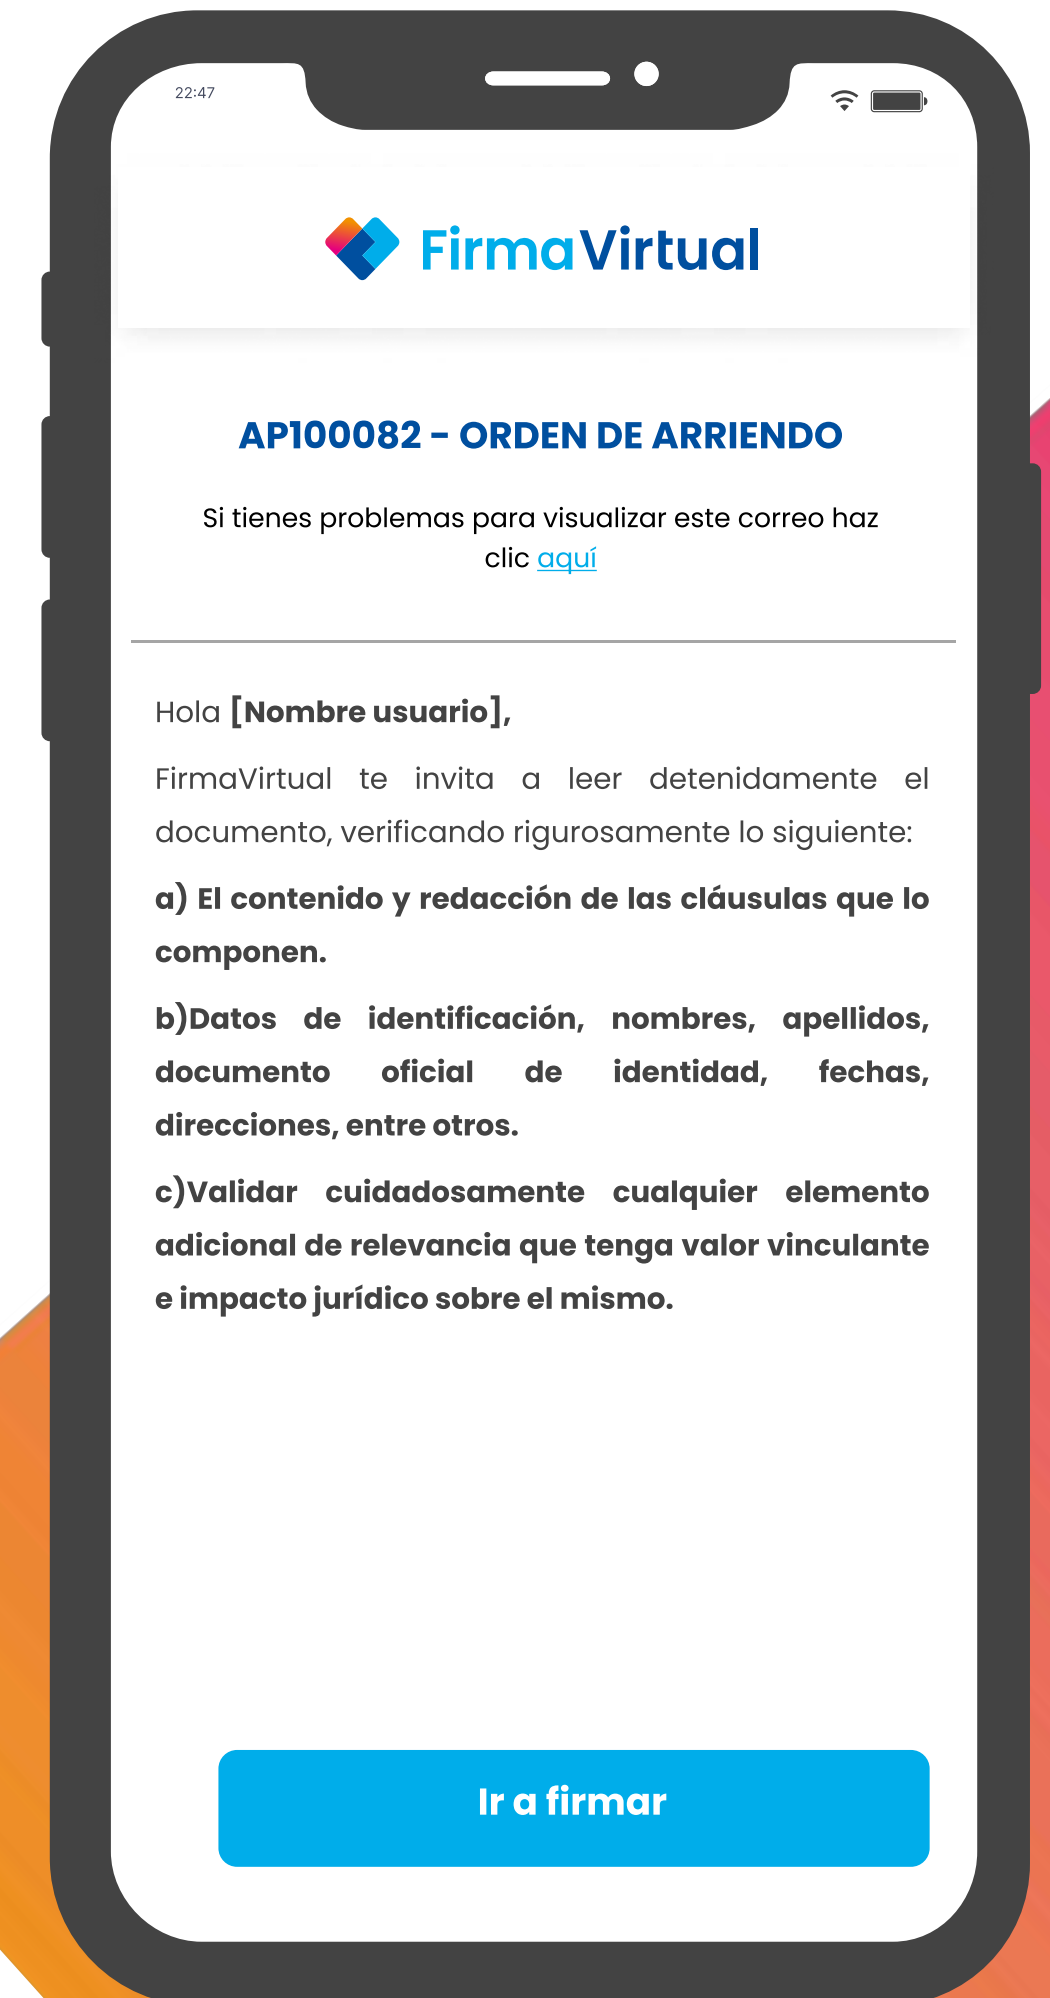 22:47
FirmaVirtual
AP100082 - ORDEN DE ARRIENDO
Si tienes problemas para visualizar este correo haz
clic aquí
Hola [Nombre usuario],
FirmaVirtual te invita a leer detenidamente el
documento, verificando rigurosamente lo siguiente:
a) El contenido y redacción de las cláusulas que lo
componen.
b)Datos de identificación, nombres, apellidos,
documento oficial de identidad, fechas,
direcciones, entre otros.
c)Validar cuidadosamente cualquier elemento
adicional de relevancia que tenga valor vinculante
e impacto jurídico sobre el mismo.
Ir a firmar